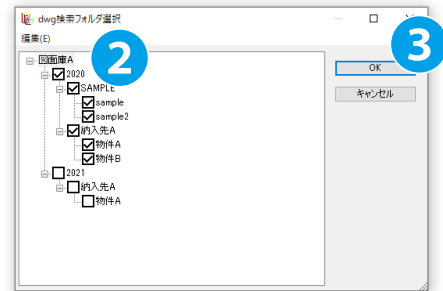 dwg検索フォルダ選択
編集(E)
図面庫A
2020
SAMPLE
sample
sample2
納入先A
物件A
物件B
2021
納入先A
物件A
OK
キャンセル
2
3